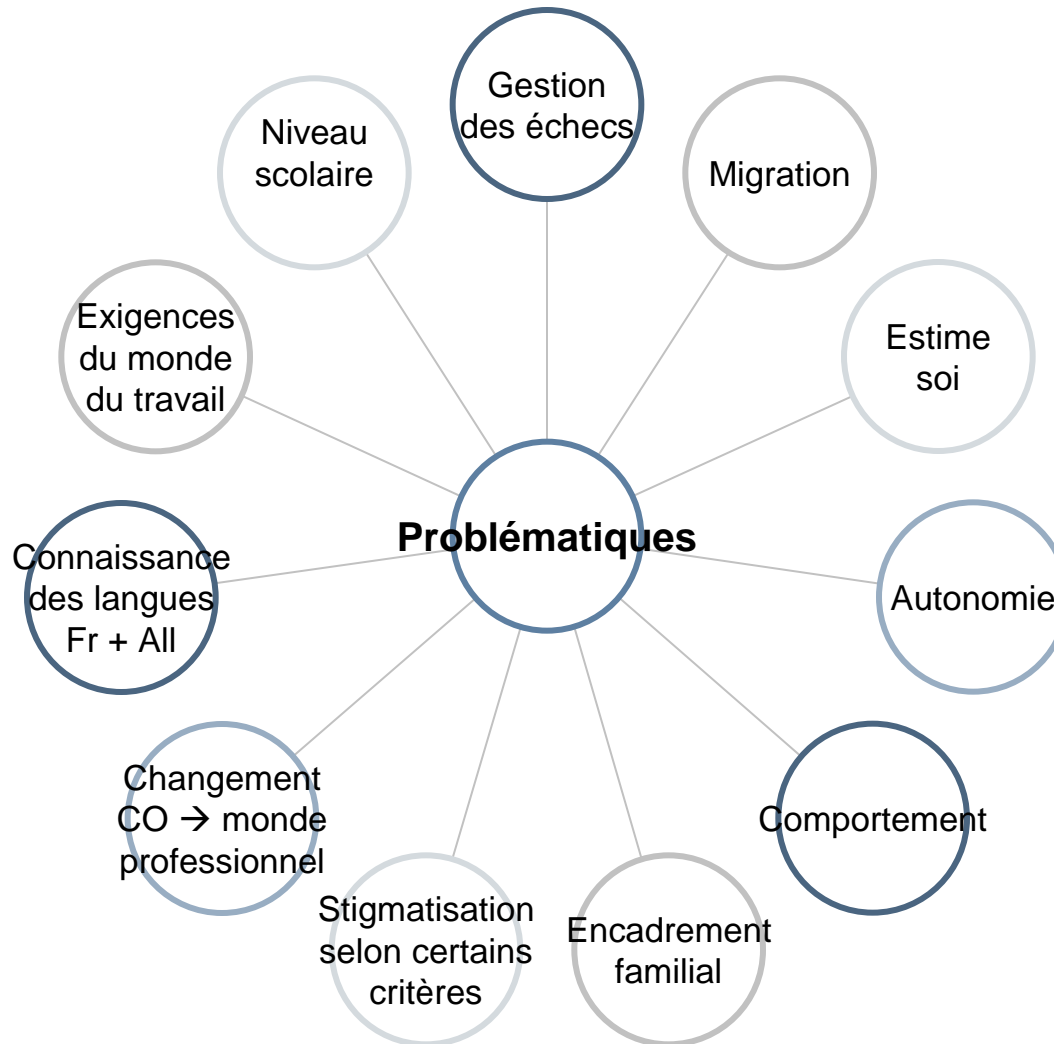 Gestion
des échecs
Migration
Estime
soi
Autonomie
Comportement
Encadrement
familial
Stigmatisation
selon certains
critères
Changement
CO → monde
professionnel
Connaissance
des langues
Fr + All
Exigences
du monde
du travail
Niveau
scolaire
Problématiques